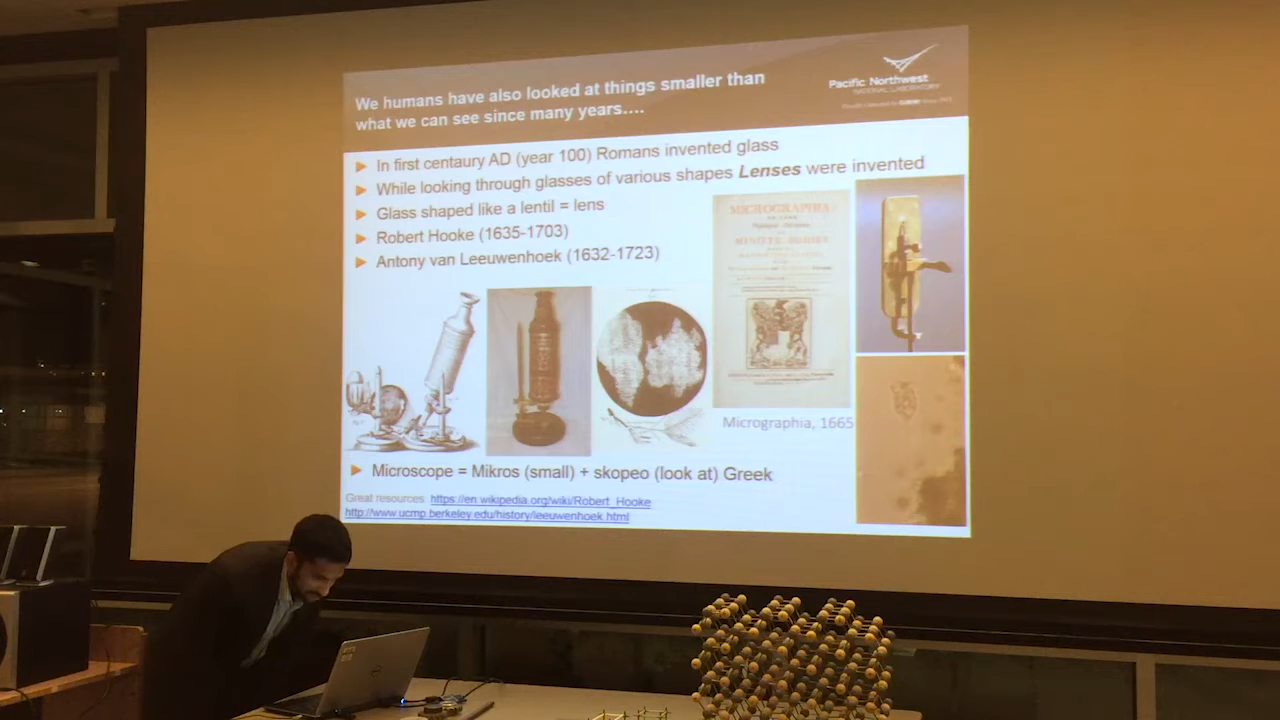 We humans have also looked at things smaller than
what we can see since many years....
Pacific Northwest
NATIONAL LABORATORY
In first centaury AD (year 100) Romans invented glass
While looking through glasses of various shapes Lenses were invented
Glass shaped like a lentil = lens
Robert Hooke (1635-1703)
Antony van Leeuwenhoek (1632-1723)
MICROGRAPHIA
MINUTE BODIES
Micrographia, 1665
Microscope = Mikros (small) + skopeo (look at) Greek
Great resources https://en.wikipedia.org/wiki/Robert_Hooke
http://www.ucmp.berkeley.edu/history/leeuwenhoek.html